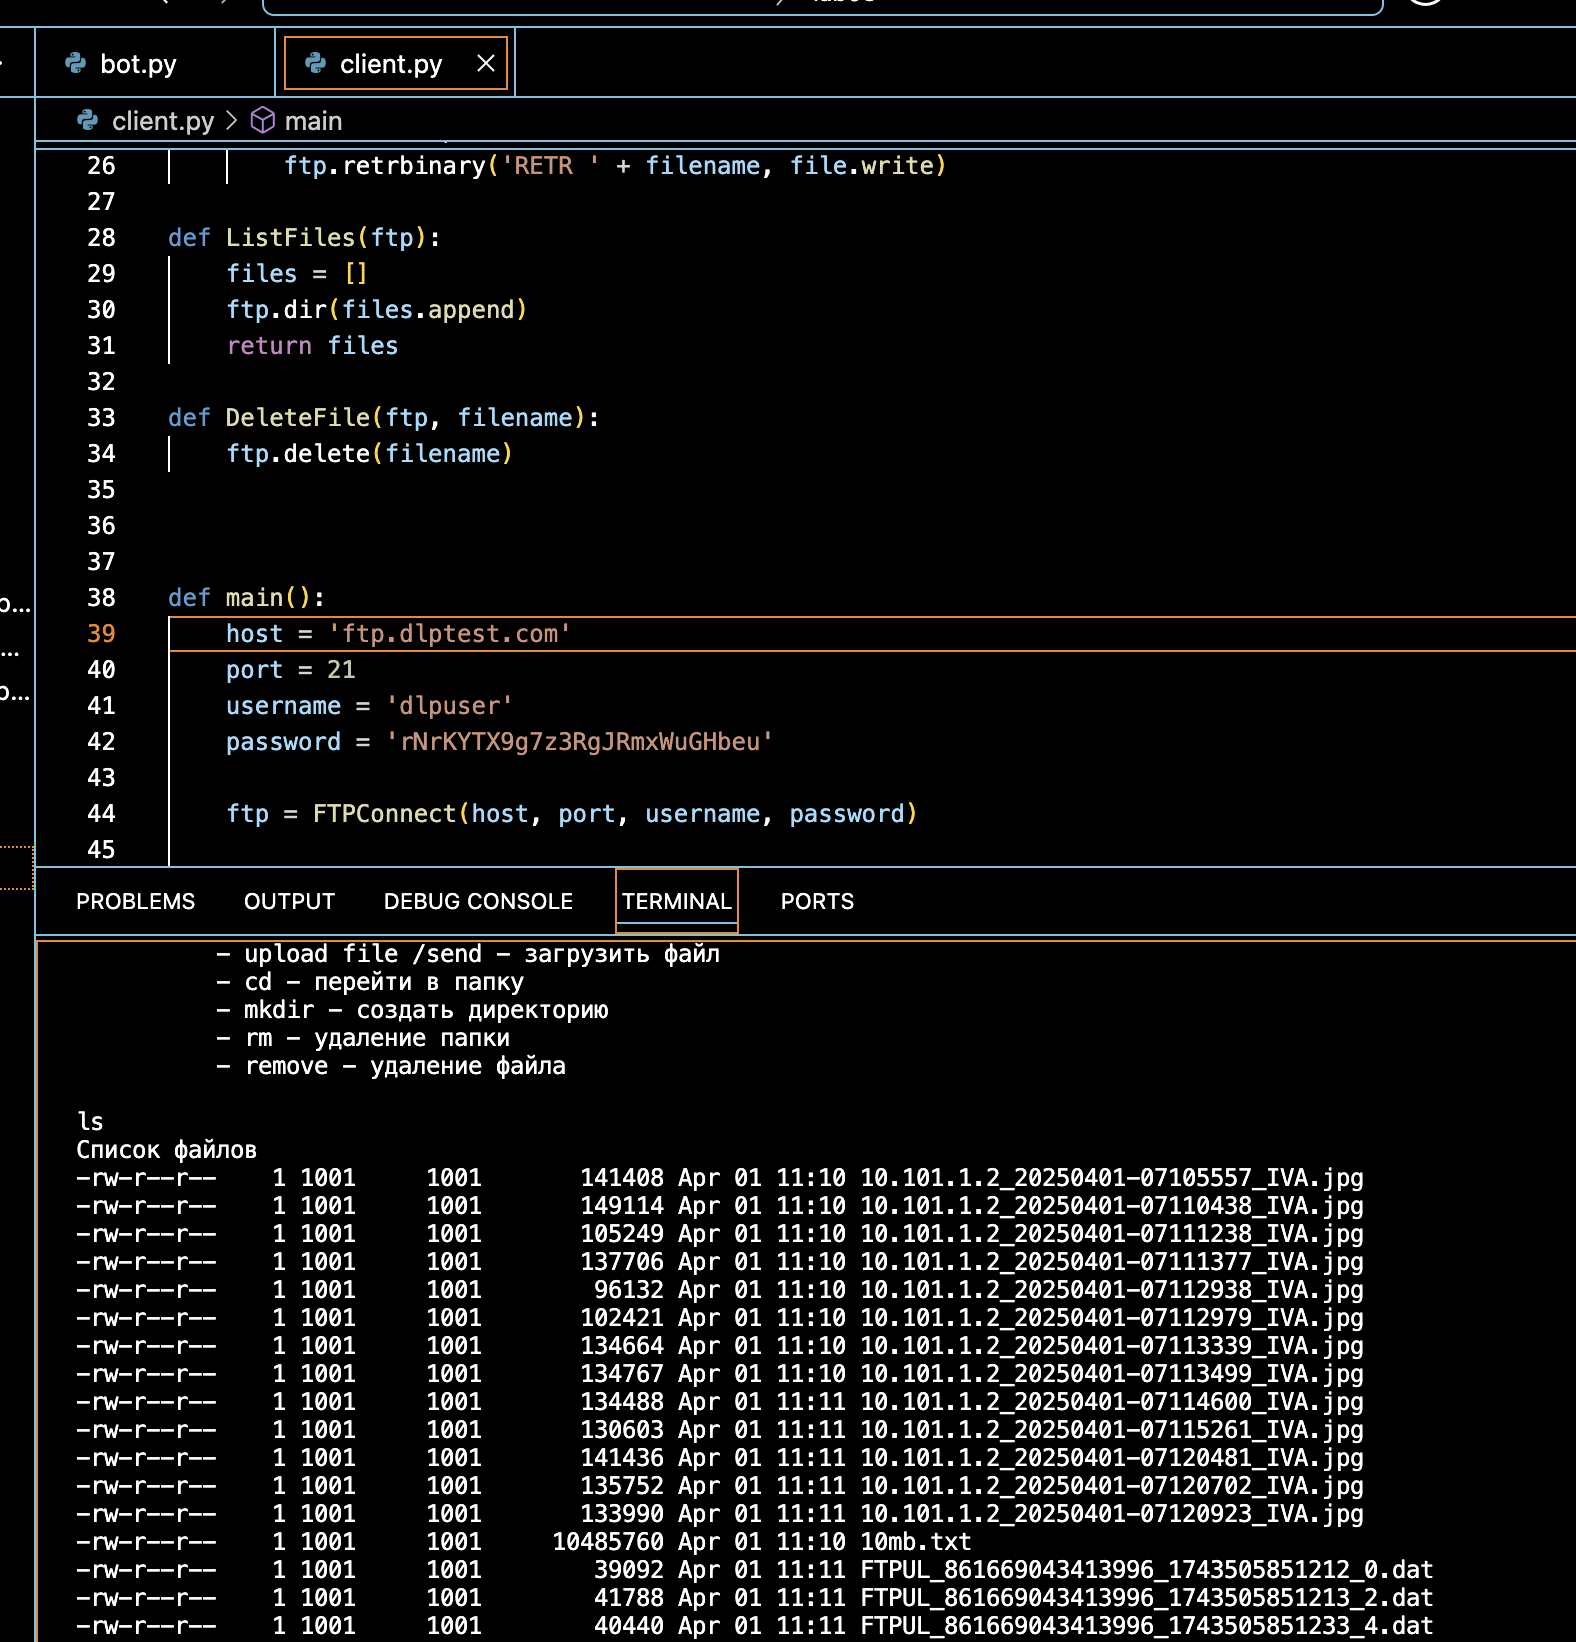 bot.py
client.py
client.py > main
26 ftp.retrbinary('RETR ' + filename, file.write)
27
28 def ListFiles(ftp):
29 files = []
30 ftp.dir(files.append)
31 return files
32
33 def DeleteFile(ftp, filename):
34 ftp.delete(filename)
35
36
37
38 def main():
39 host = 'ftp.dlptest.com'
40 port = 21
41 username = 'dlpuser'
42 password = 'rNrKYTX9g7z3RgJRmxWuGHbeu'
43
44 ftp = FTPConnect(host, port, username, password)
45
PROBLEMS OUTPUT DEBUG CONSOLE TERMINAL PORTS
- upload file /send - загрузить файл
- cd - перейти в папку
- mkdir - создать директорию
- rm - удаление папки
- remove - удаление файла
ls
Список файлов
-rw-r--r-- 1 1001 1001 141408 Apr 01 11:10 10.101.1.2_20250401-07105557_IVA.jpg
-rw-r--r-- 1 1001 1001 149114 Apr 01 11:10 10.101.1.2_20250401-07110438_IVA.jpg
-rw-r--r-- 1 1001 1001 105249 Apr 01 11:10 10.101.1.2_20250401-07111238_IVA.jpg
-rw-r--r-- 1 1001 1001 137706 Apr 01 11:10 10.101.1.2_20250401-07111377_IVA.jpg
-rw-r--r-- 1 1001 1001 96132 Apr 01 11:10 10.101.1.2_20250401-07112938_IVA.jpg
-rw-r--r-- 1 1001 1001 102421 Apr 01 11:10 10.101.1.2_20250401-07112979_IVA.jpg
-rw-r--r-- 1 1001 1001 134664 Apr 01 11:10 10.101.1.2_20250401-07113339_IVA.jpg
-rw-r--r-- 1 1001 1001 134767 Apr 01 11:10 10.101.1.2_20250401-07113499_IVA.jpg
-rw-r--r-- 1 1001 1001 134488 Apr 01 11:11 10.101.1.2_20250401-07114600_IVA.jpg
-rw-r--r-- 1 1001 1001 130603 Apr 01 11:11 10.101.1.2_20250401-07115261_IVA.jpg
-rw-r--r-- 1 1001 1001 141436 Apr 01 11:11 10.101.1.2_20250401-07120481_IVA.jpg
-rw-r--r-- 1 1001 1001 135752 Apr 01 11:11 10.101.1.2_20250401-07120702_IVA.jpg
-rw-r--r-- 1 1001 1001 133990 Apr 01 11:11 10.101.1.2_20250401-07120923_IVA.jpg
-rw-r--r-- 1 1001 1001 10485760 Apr 01 11:10 10mb.txt
-rw-r--r-- 1 1001 1001 39092 Apr 01 11:11 FTPUL_861669043413996_1743505851212_0.dat
-rw-r--r-- 1 1001 1001 41788 Apr 01 11:11 FTPUL_861669043413996_1743505851213_2.dat
-rw-r--r-- 1 1001 1001 40440 Apr 01 11:11 FTPUL_861669043413996_1743505851233_4.dat